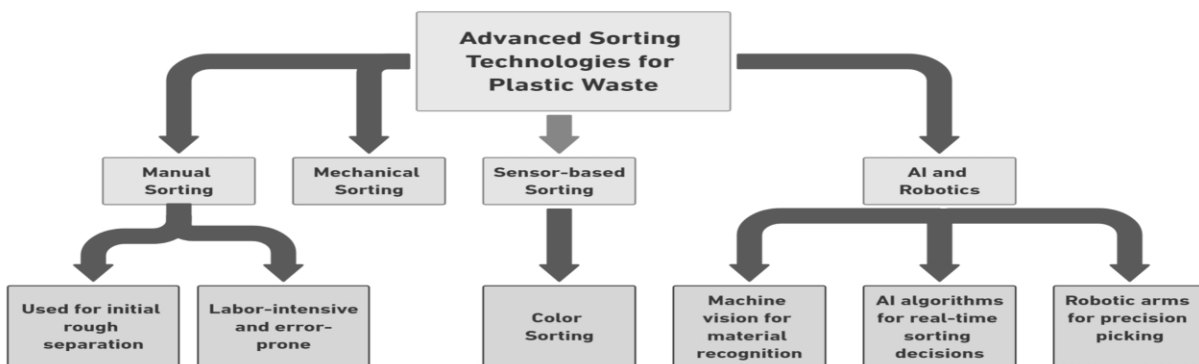 Advanced Sorting
Technologies for
Plastic Waste
Manual
Sorting
Mechanical
Sorting
Sensor-based
Sorting
AI and
Robotics
Used for initial
rough
separation
Labor-intensive
and error-
prone
Color
Sorting
Machine
vision for
material
recognition
AI algorithms
for real-time
sorting
decisions
Robotic arms
for precision
picking